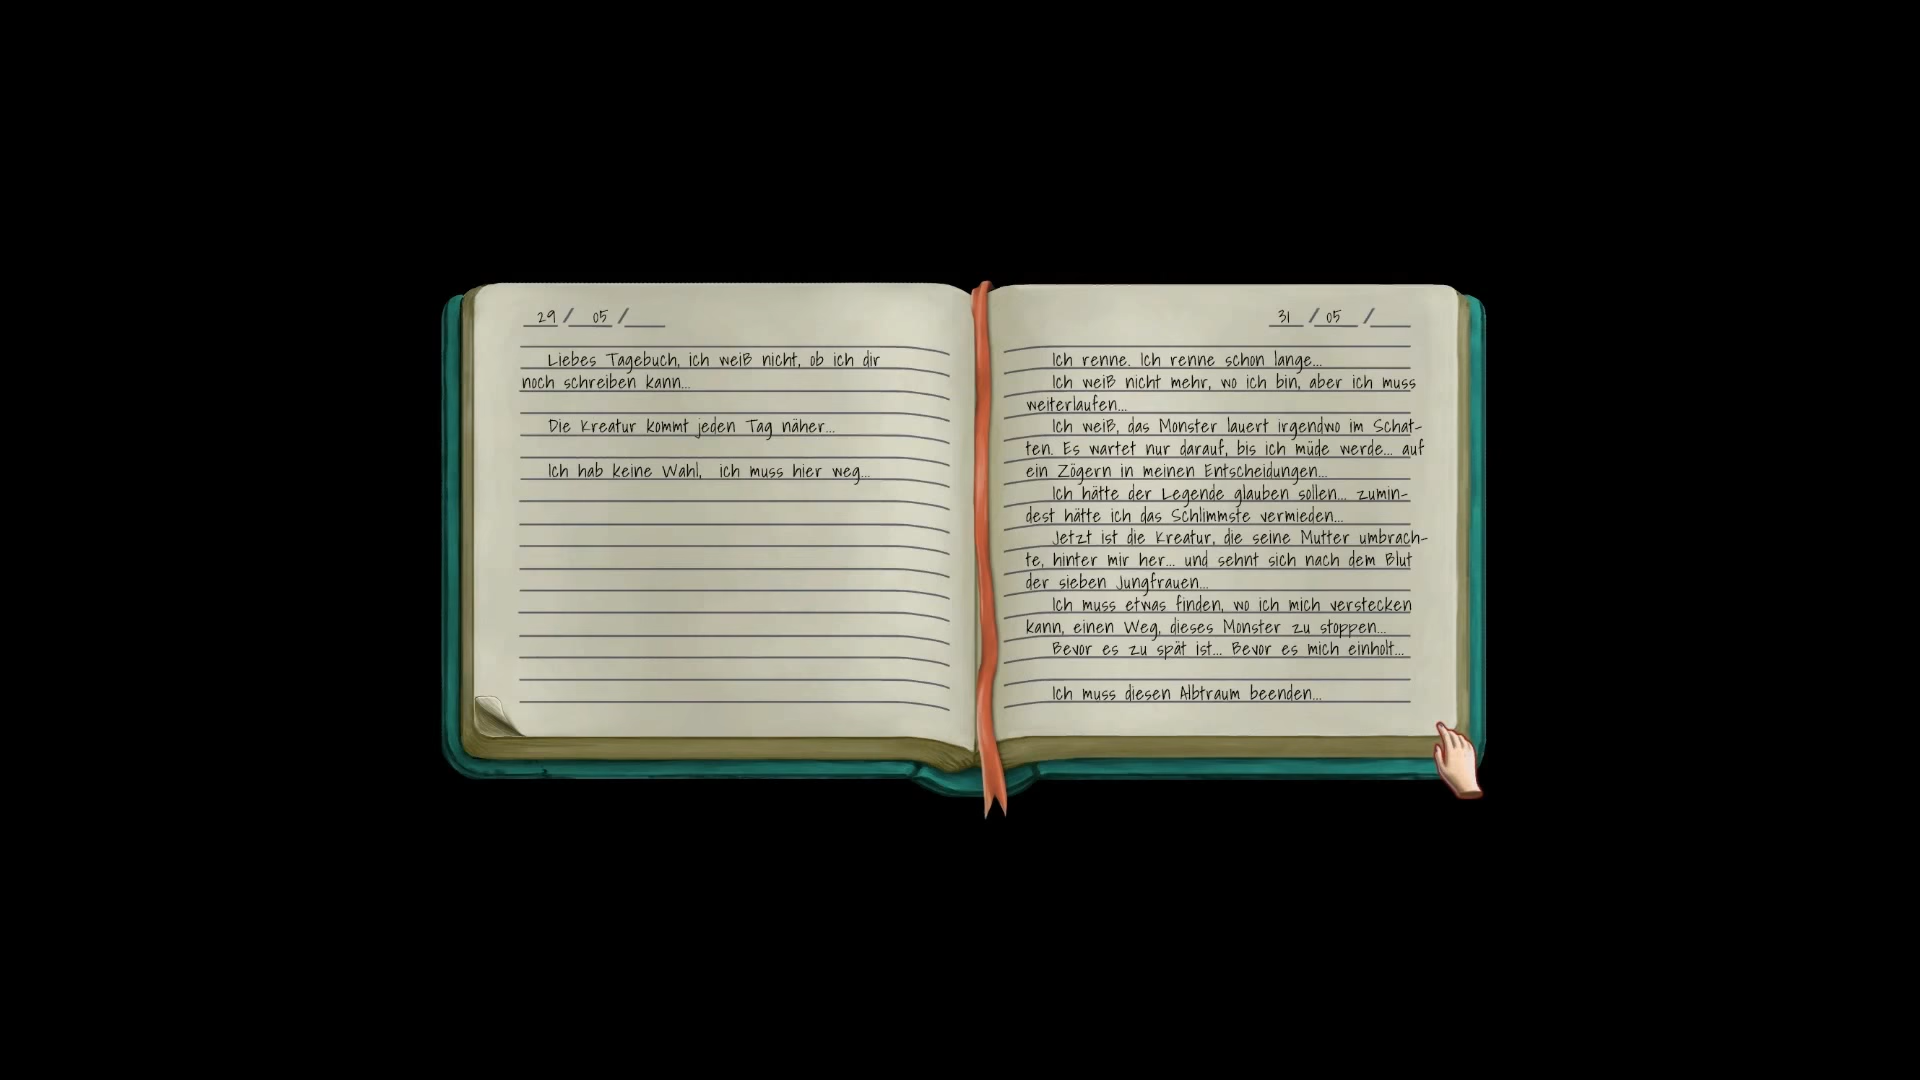 29 / 05 /
Liebes Tagebuch, ich weiß nicht, ob ich dir
noch schreiben kann...
Die Kreatur kommt jeden Tag näher...
Ich hab keine Wahl, ich muss hier weg...
31 / 05 /
Ich renne. Ich renne schon lange...
Ich weiß nicht mehr, wo ich bin, aber ich muss
weiterlaufen...
Ich weiß, das Monster lauert irgendwo im Schat-
ten. Es wartet nur darauf, bis ich müde werde... auf
ein Zögern in meinen Entscheidungen...
Ich hätte der Legende glauben sollen... zumin-
dest hätte ich das Schlimmste vermieden...
Jetzt ist die Kreatur, die seine Mutter umbrach-
te, hinter mir her... und sehnt sich nach dem Blut
der sieben Jungfrauen...
Ich muss etwas finden, wo ich mich verstecken
kann, einen Weg, dieses Monster zu stoppen...
Bevor es zu spät ist... Bevor es mich einholt...
Ich muss diesen Albtraum beenden...